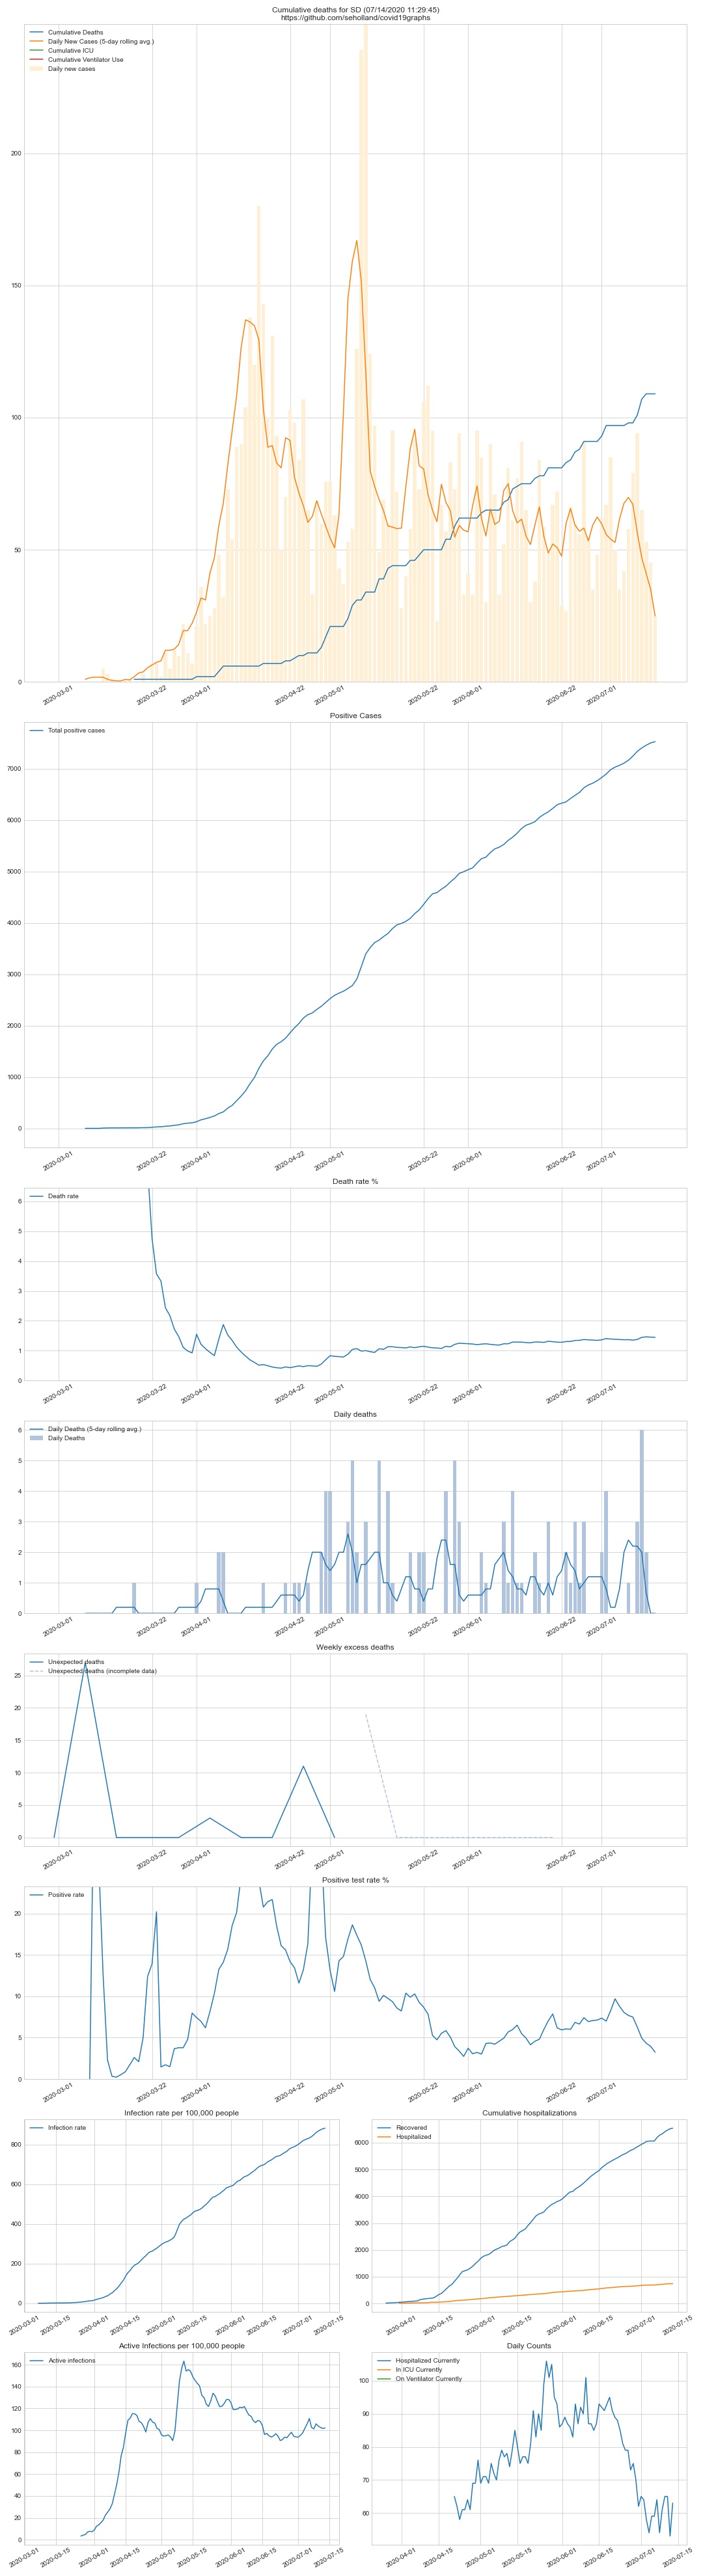 Cumulative deaths for SD (07/14/2020 11:29:45)
https://github.com/seholland/covid19graphs
Cumulative Deaths
Daily New Cases (5-day rolling avg.)
Cumulative ICU
Cumulative Ventilator Use
Daily new cases
200
150
100
50
0
2020-03-01 2020-03-22 2020-04-01 2020-04-22 2020-05-01 2020-05-22 2020-06-01 2020-06-22 2020-07-01
Positive Cases
Total positive cases
7000
6000
5000
4000
3000
2000
1000
0
2020-03-01 2020-03-22 2020-04-01 2020-04-22 2020-05-01 2020-05-22 2020-06-01 2020-06-22 2020-07-01
Death rate %
Death rate
6
5
4
3
2
1
0
2020-03-01 2020-03-22 2020-04-01 2020-04-22 2020-05-01 2020-05-22 2020-06-01 2020-06-22 2020-07-01
Daily deaths
Daily Deaths (5-day rolling avg.)
Daily Deaths
6
5
4
3
2
1
0
2020-03-01 2020-03-22 2020-04-01 2020-04-22 2020-05-01 2020-05-22 2020-06-01 2020-06-22 2020-07-01
Weekly excess deaths
Unexpected deaths
Unexpected deaths (incomplete data)
25
20
15
10
5
0
2020-03-01 2020-03-22 2020-04-01 2020-04-22 2020-05-01 2020-05-22 2020-06-01 2020-06-22 2020-07-01
Positive test rate %
Positive rate
20
15
10
5
0
2020-03-01 2020-03-22 2020-04-01 2020-04-22 2020-05-01 2020-05-22 2020-06-01 2020-06-22 2020-07-01
Infection rate per 100,000 people
Infection rate
800
600
400
200
0
2020-03-01 2020-03-15 2020-04-01 2020-04-15 2020-05-01 2020-05-15 2020-06-01 2020-06-15 2020-07-01 2020-07-15
Cumulative hospitalizations
Recovered
Hospitalized
6000
5000
4000
3000
2000
1000
0
2020-04-01 2020-04-15 2020-05-01 2020-05-15 2020-06-01 2020-06-15 2020-07-01 2020-07-15
Active Infections per 100,000 people
Active infections
160
140
120
100
80
60
40
20
0
2020-03-01 2020-03-15 2020-04-01 2020-04-15 2020-05-01 2020-05-15 2020-06-01 2020-06-15 2020-07-01 2020-07-15
Daily Counts
Hospitalized Currently
In ICU Currently
On Ventilator Currently
100
90
80
70
60
2020-04-01 2020-04-15 2020-05-01 2020-05-15 2020-06-01 2020-06-15 2020-07-01 2020-07-15